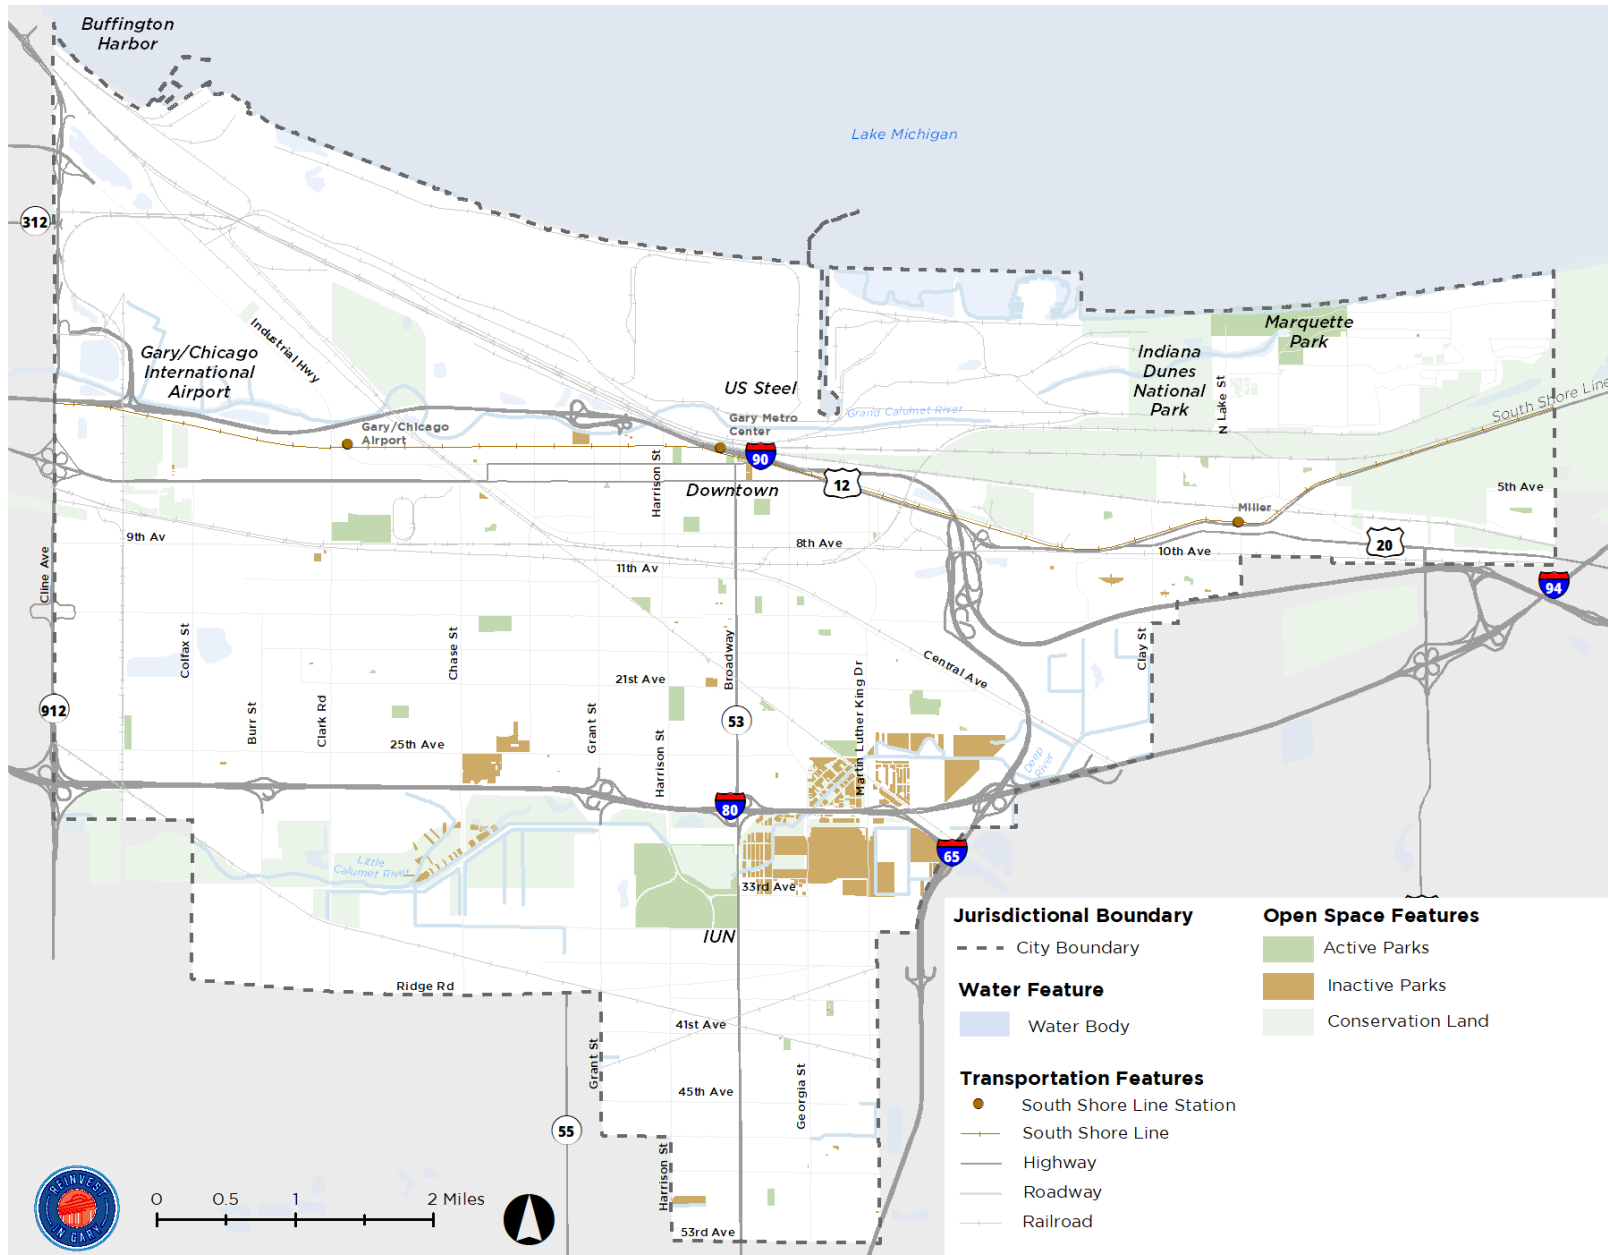 Buffington
Harbor
Lake Michigan
312
Industrial Hwy
Gary/Chicago
International
Airport
US Steel
Marquette
Park
Indiana
Dunes
National
Park
N Lake St
South Shore Line
Grand Calumet River
Gary/Chicago
Airport
Gary Metro
Center
90
12
Harrison St
Downtown
5th Ave
Miller
9th Av
8th Ave
10th Ave
20
11th Av
94
Cline Ave
Colfax St
Chase St
Broadway
Central Ave
Clay St
21st Ave
Martin Luther King Dr
912
Burr St
Clark Rd
Grant St
53
25th Ave
Harrison St
Deep
River
80
65
Little
Calumet River
33rd Ave
IUN
Ridge Rd
41st Ave
Grant St
45th Ave
Georgia St
55
Harrison St
53rd Ave
Jurisdictional Boundary
City Boundary
Water Feature
Water Body
Open Space Features
Active Parks
Inactive Parks
Conservation Land
Transportation Features
South Shore Line Station
South Shore Line
Highway
Roadway
Railroad
REINVEST
IN GARY
0 0.5 1 2 Miles